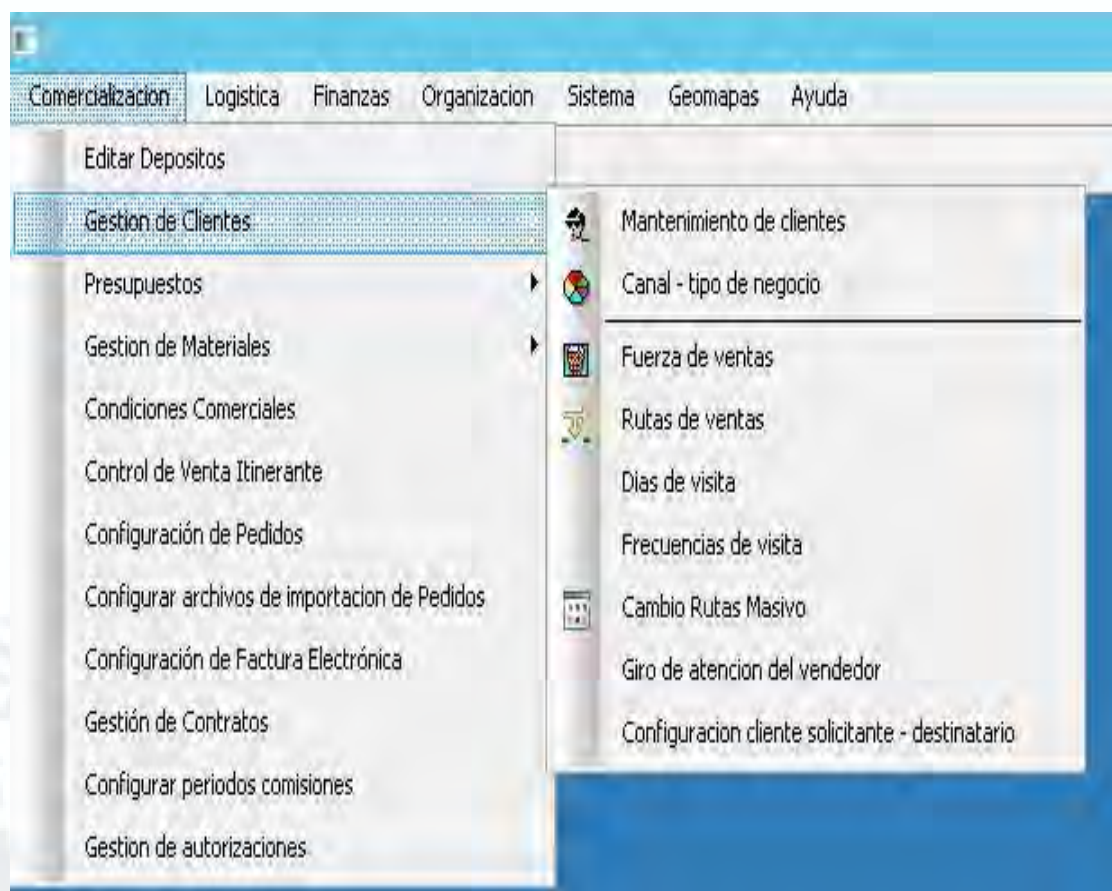 Comercializacion Logistica Finanzas Organizacion Sistema Geomapas Ayuda
Editar Depositos
Gestion de Clientes
Presupuestos
Gestion de Materiales
Condiciones Comerciales
Control de Venta Itinerante
Configuración de Pedidos
Configurar archivos de importacion de Pedidos
Configuración de Factura Electrónica
Gestión de Contratos
Configurar periodos comisiones
Gestion de autorizaciones
Mantenimiento de clientes
Canal - tipo de negocio
Fuerza de ventas
Rutas de ventas
Dias de visita
Frecuencias de visita
Cambio Rutas Masivo
Giro de atencion del vendedor
Configuracion cliente solicitante - destinatario